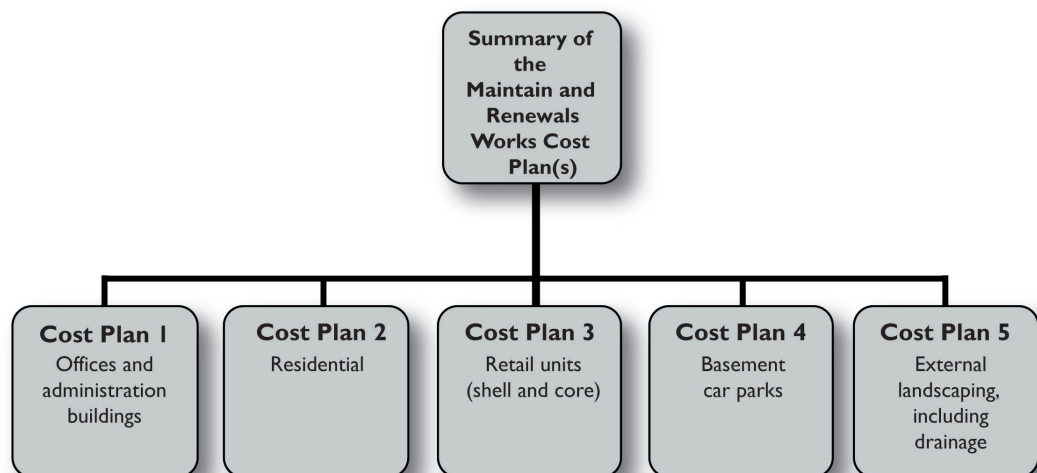 Summary of
the
Maintain and
Renewals
Works Cost
Plan(s)
Cost Plan 1
Offices and
administration
buildings
Cost Plan 2
Residential
Cost Plan 3
Retail units
(shell and core)
Cost Plan 4
Basement
car parks
Cost Plan 5
External
landscaping,
including
drainage